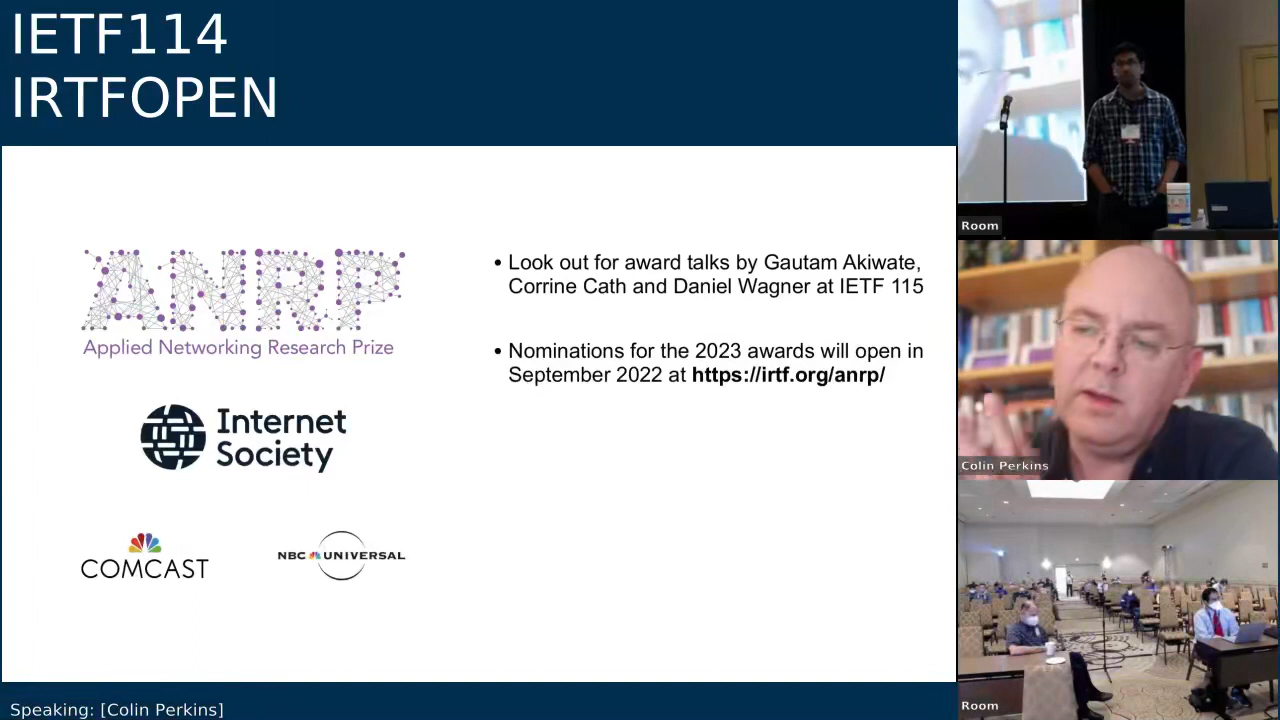 IETF114
IRTFOPEN
ANRP
Applied Networking Research Prize
Internet
Society
COMCAST
NBC UNIVERSAL
• Look out for award talks by Gautam Akiwate,
Corrine Cath and Daniel Wagner at IETF 115
• Nominations for the 2023 awards will open in
September 2022 at https://irtf.org/anrp/
Room
Colin Perkins
Room
Speaking: [Colin Perkins]